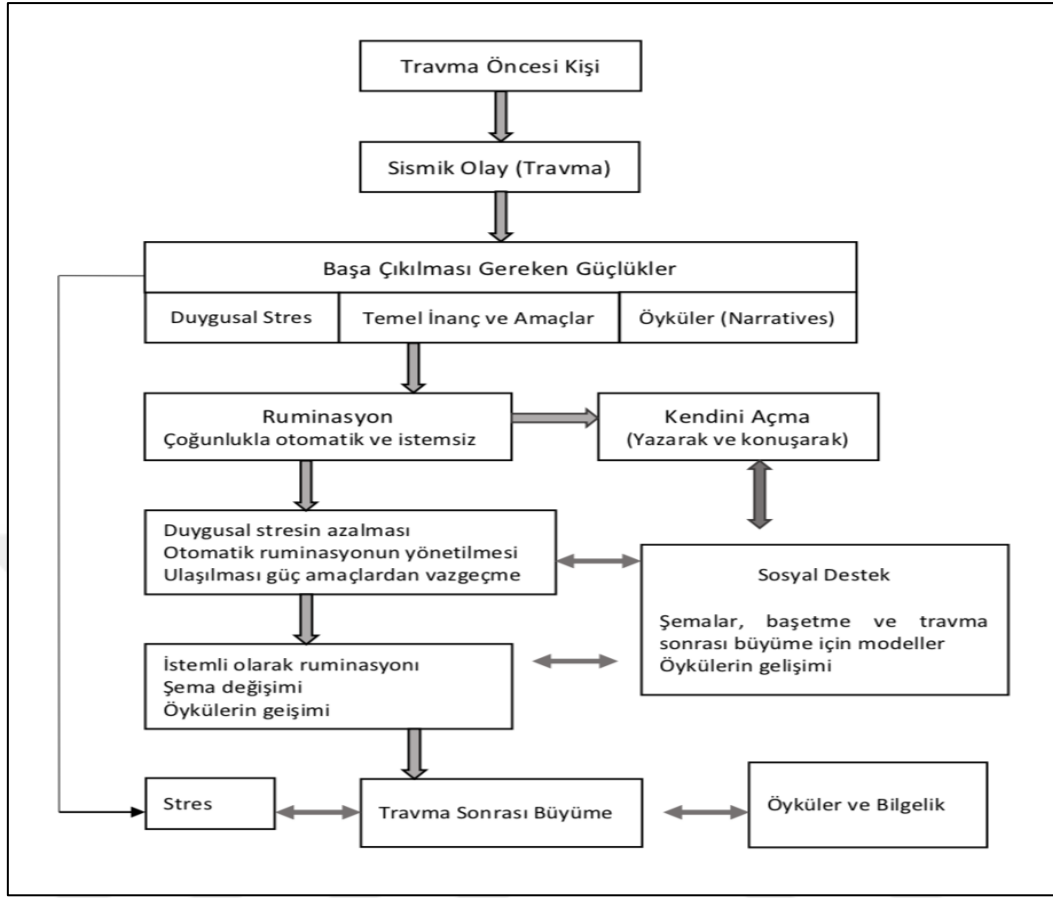 Travma Öncesi Kişi
Sismik Olay (Travma)
Başa Çıkılması Gereken Güçlükler
Duygusal Stres
Temel İnanç ve Amaçlar
Öyküler (Narratives)
Ruminasyon
Çoğunlukla otomatik ve istemsiz
Kendini Açma
(Yazarak ve konuşarak)
Duygusal stresin azalması
Otomatik ruminasyonun yönetilmesi
Ulaşılması güç amaçlardan vazgeçme
Sosyal Destek
Şemalar, başetme ve travma
sonrası büyüme için modeller
Öykülerin gelişimi
İstemli olarak ruminasyonı
Şema değişimi
Öykülerin geişimi
Stres
Travma Sonrası Büyüme
Öyküler ve Bilgelik